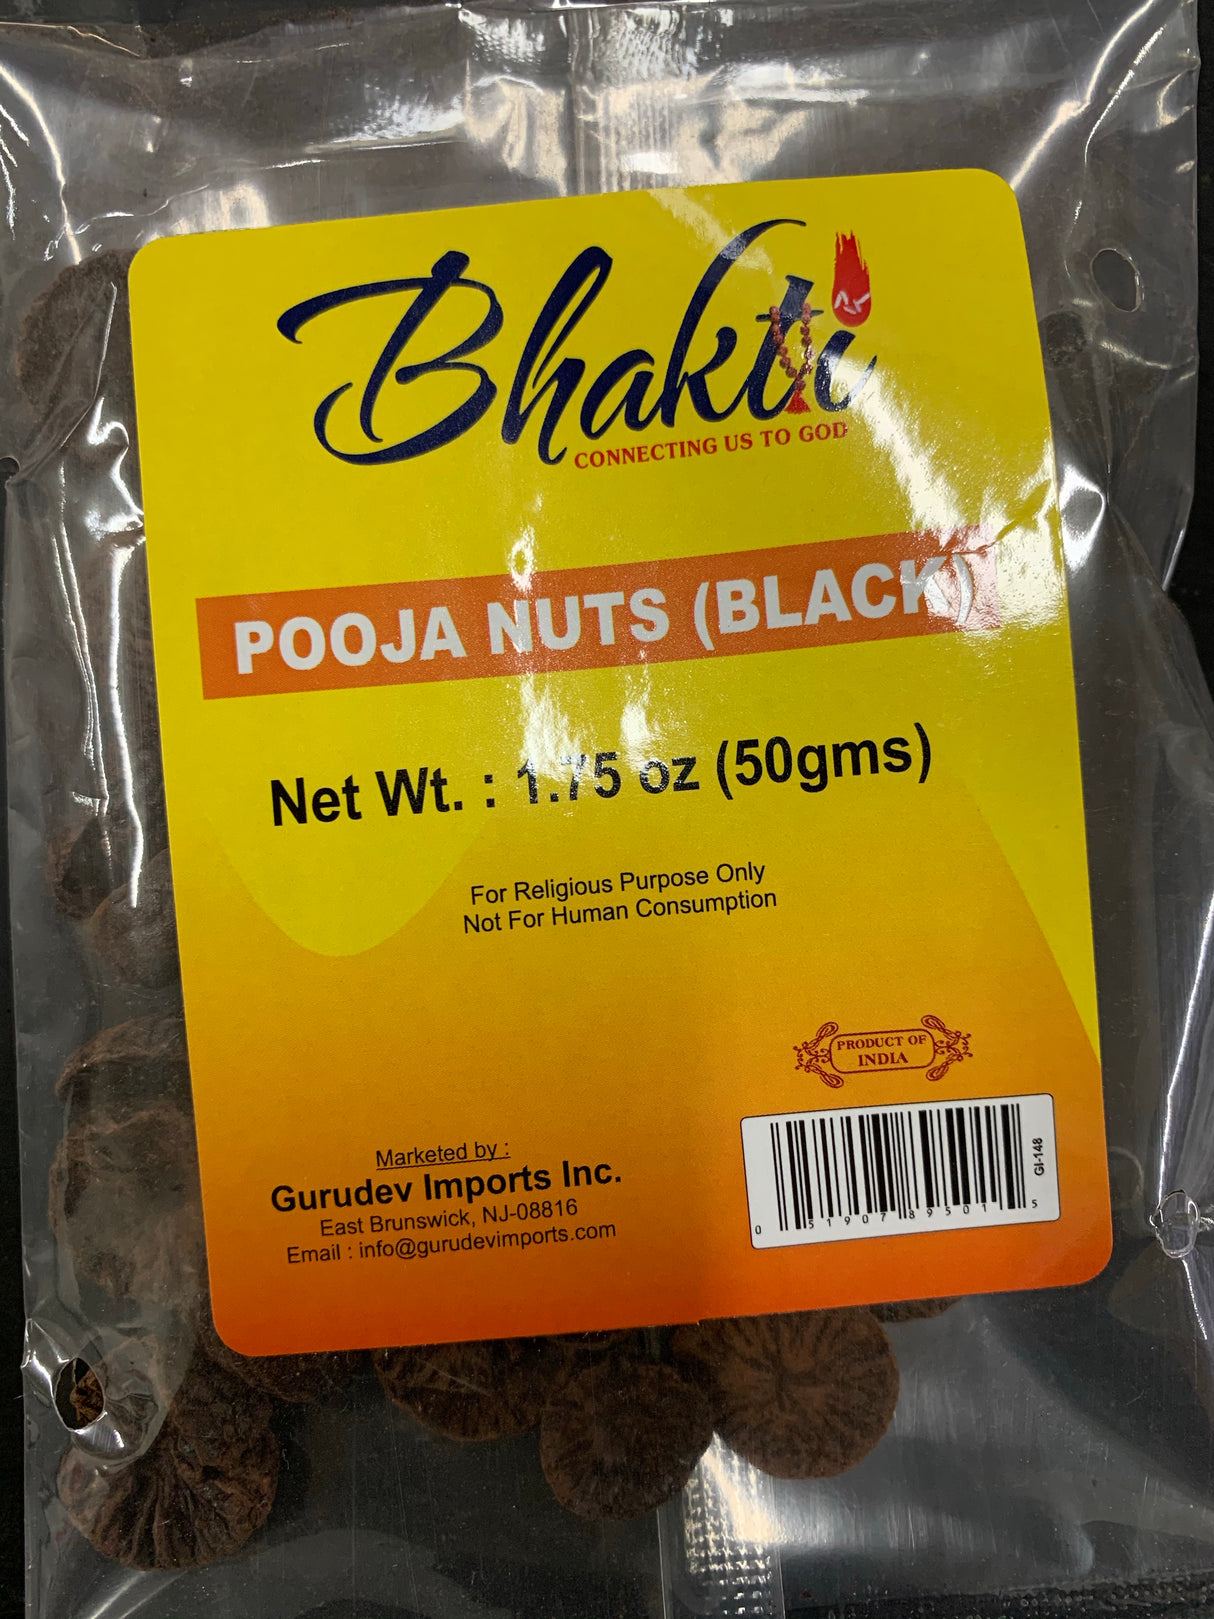 Bhakti
CONNECTING US TO GOD
POOJA NUTS (BLACK)
Net Wt. : 1.75 oz (50gms)
For Religious Purpose Only
Not For Human Consumption
PRODUCT OF
INDIA
Marketed by :
Gurudev Imports Inc.
East Brunswick, NJ-08816
Email : info@gurudevimports.com
GI-148
0 51907 89501 5